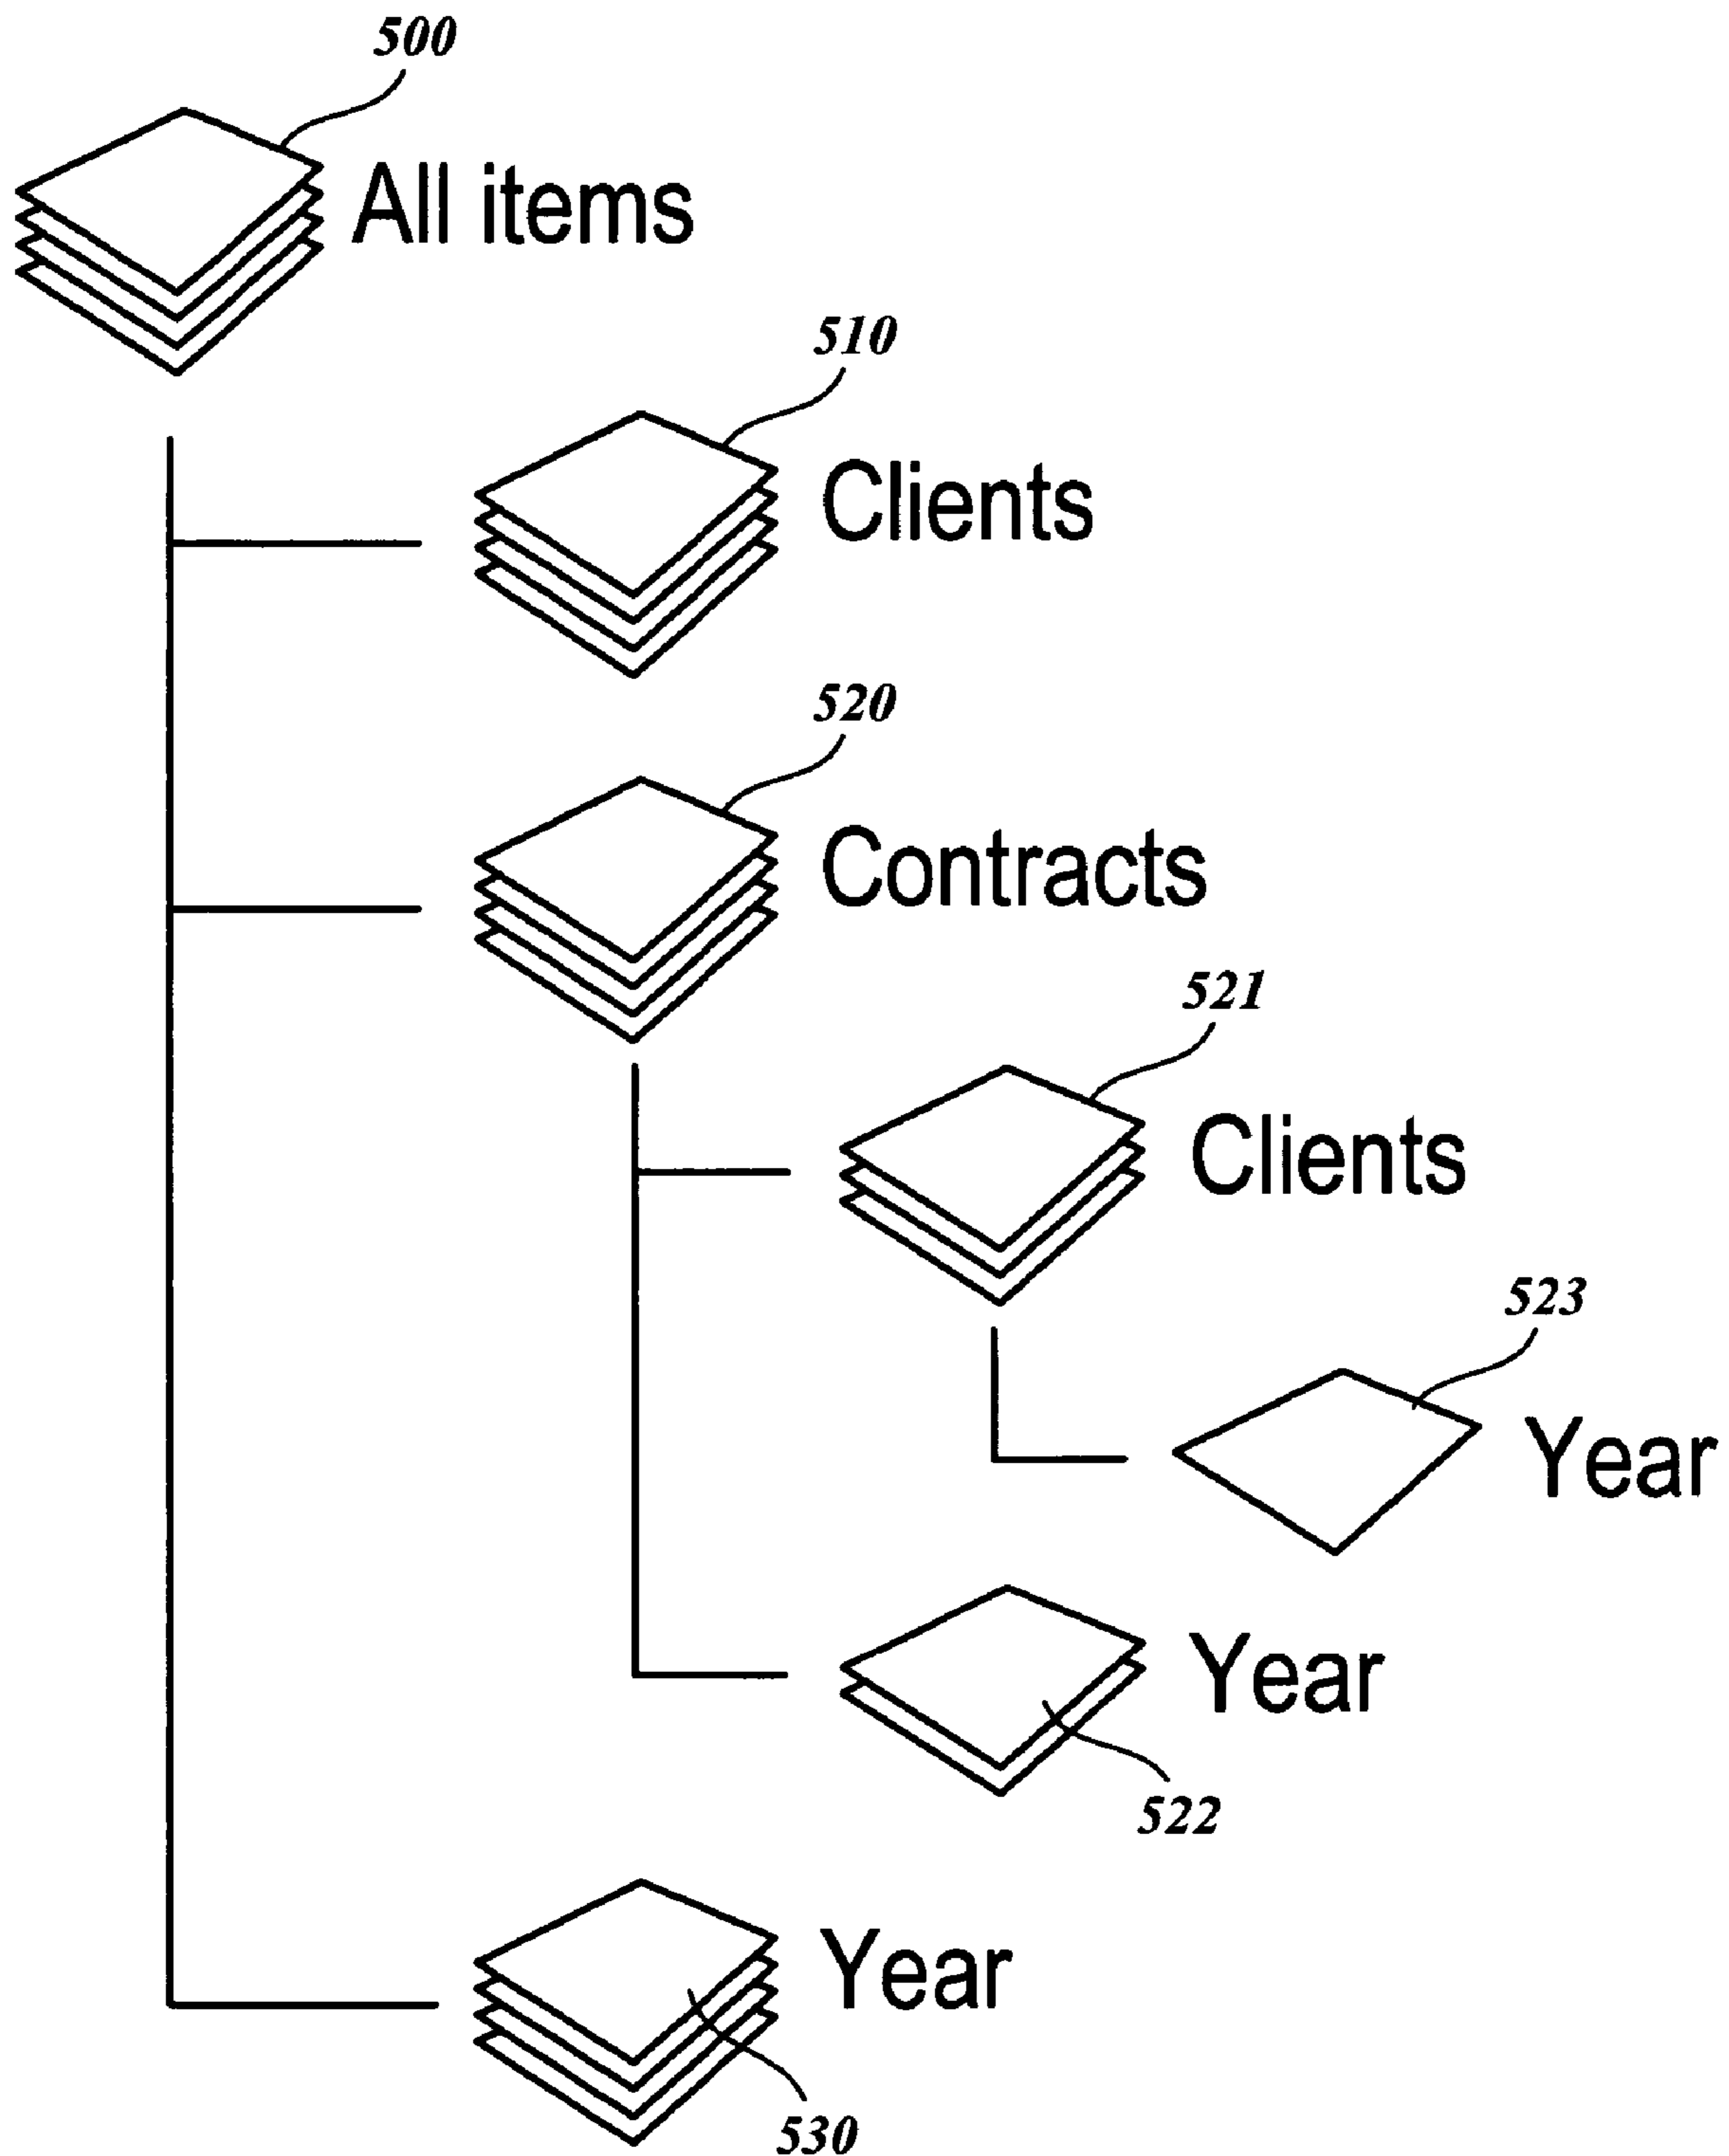 500
All items
510
Clients
520
Contracts
521
Clients
523
Year
Year
522
Year
530